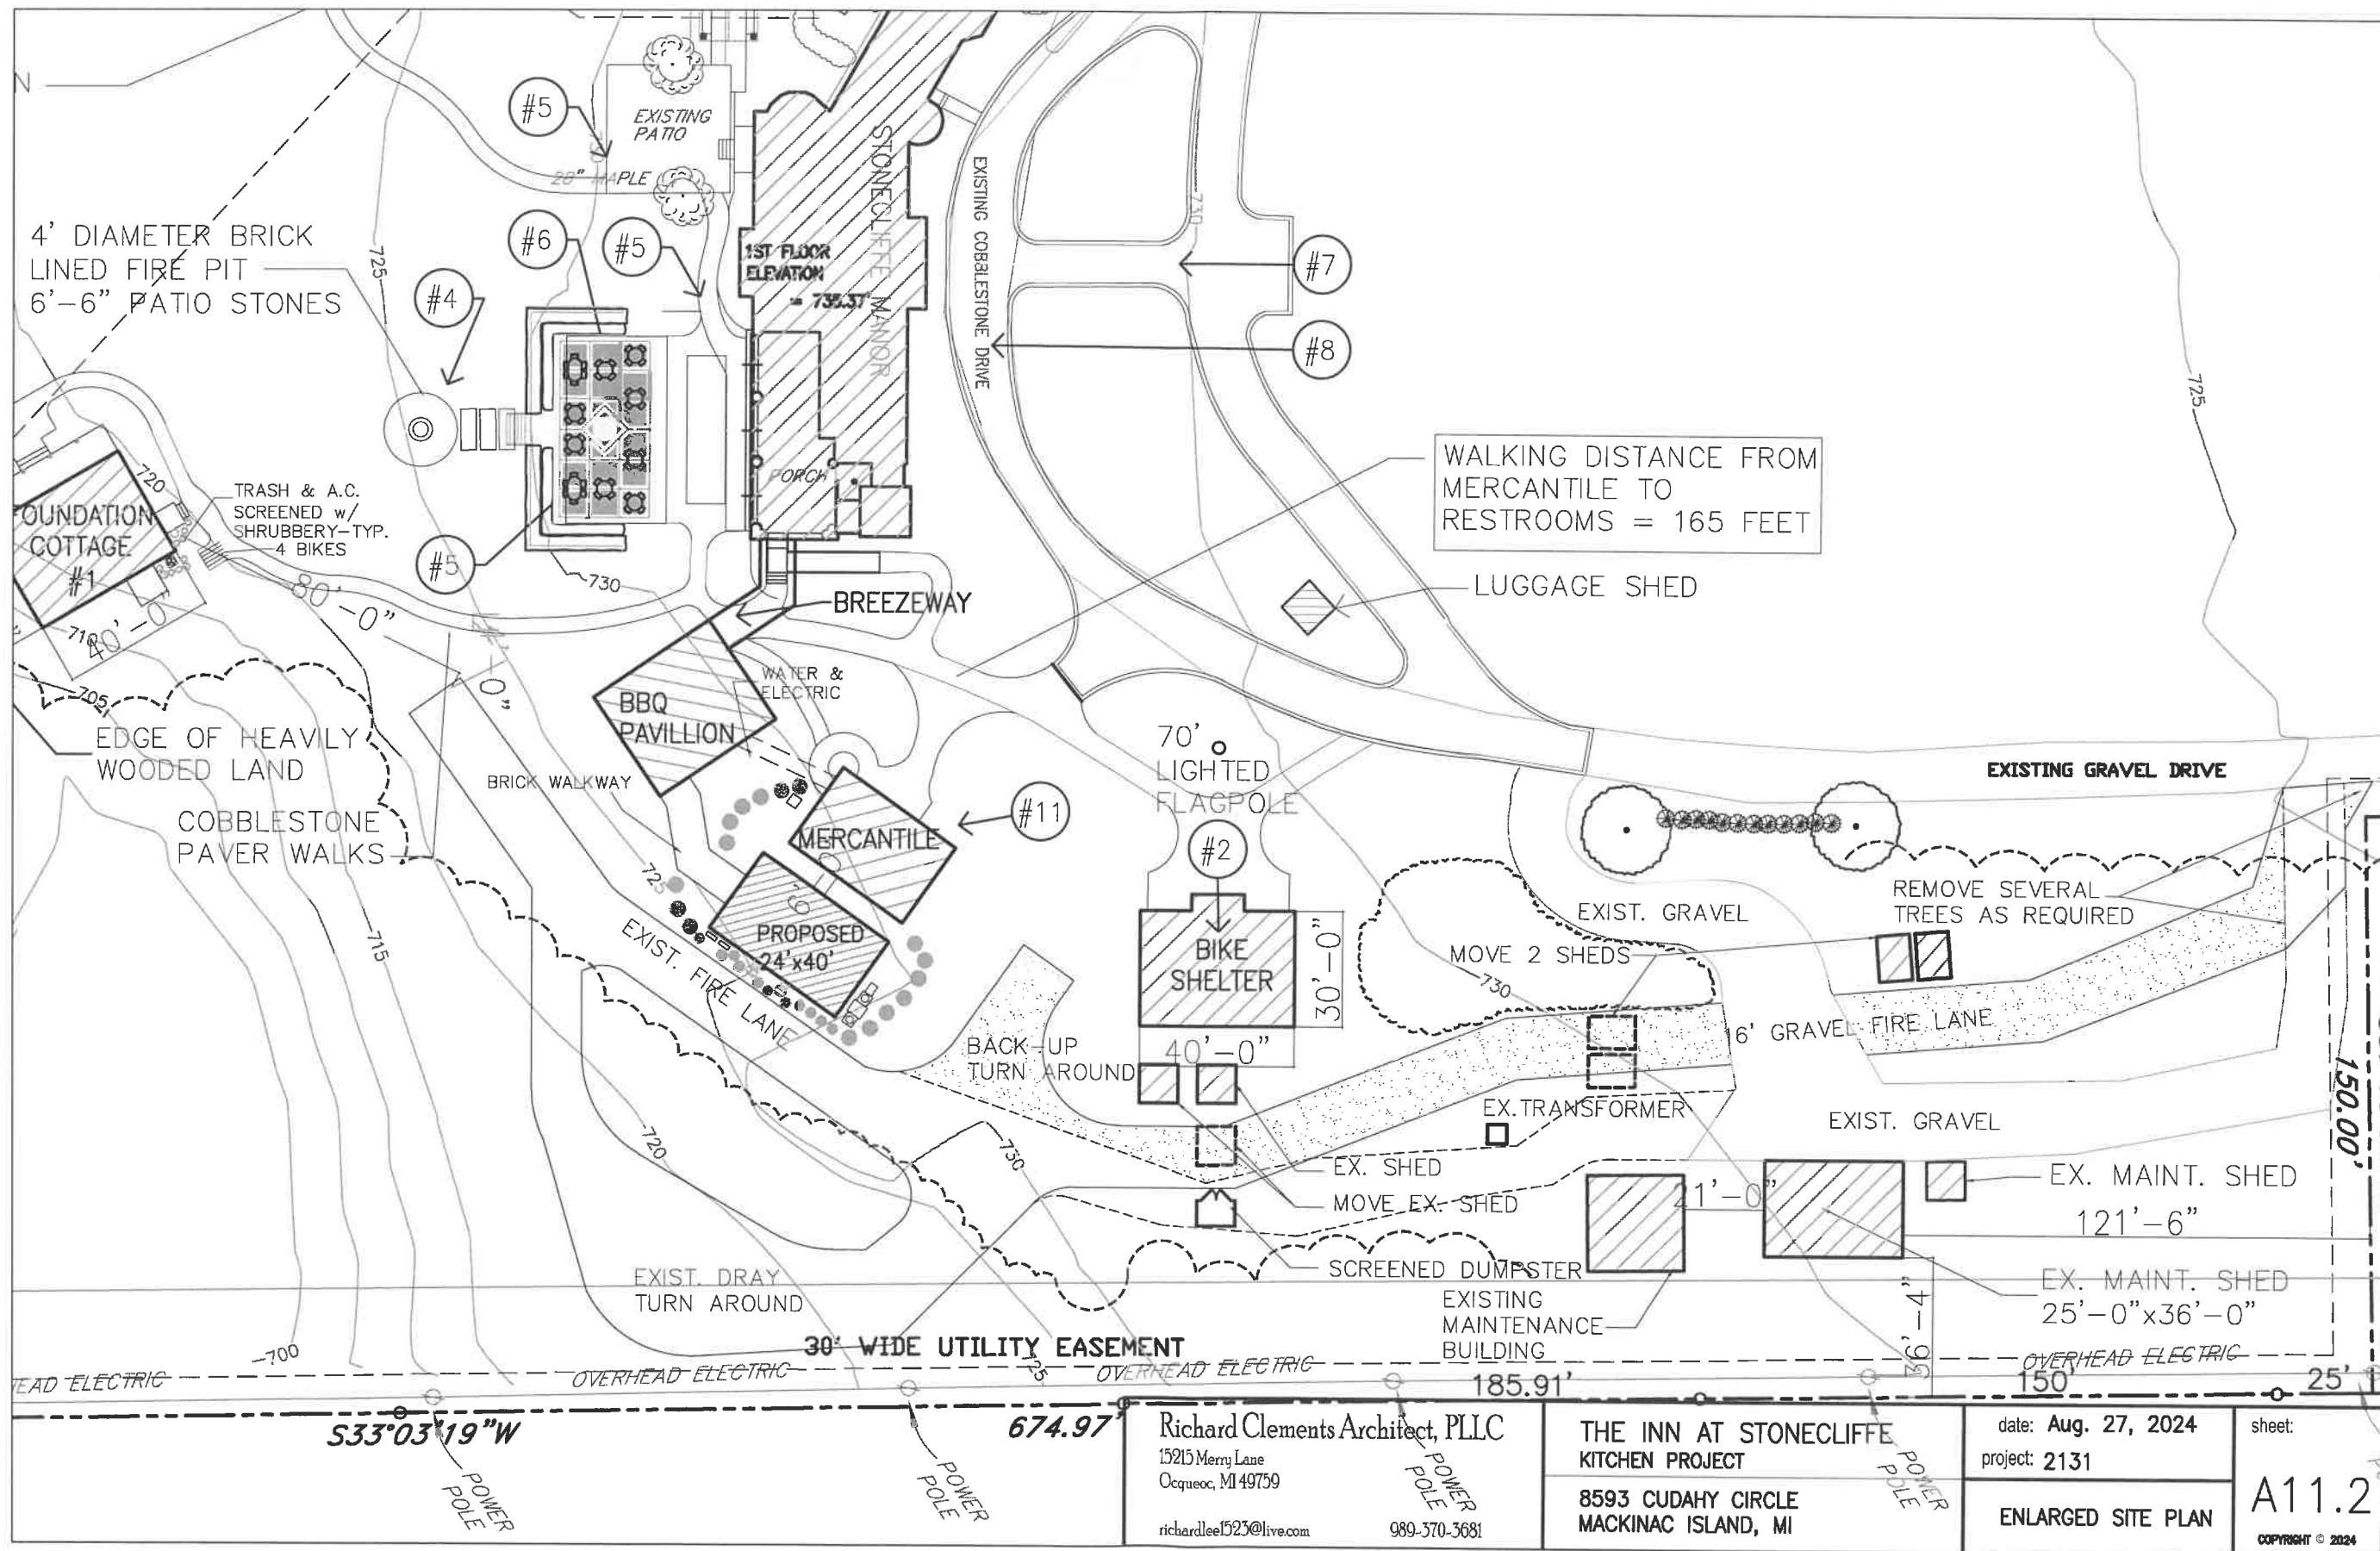 N
#5
EXISTING
PATIO
28" MAPLE
730
STONECLIFFE MANOR
EXISTING COBBLESTONE DRIVE
730
4' DIAMETER BRICK
LINED FIRE PIT
6'-6" PATIO STONES
725
#4
#6
#5
1ST FLOOR
ELEVATION
= 735.37'
#7
#8
725
PORCH
WALKING DISTANCE FROM
MERCANTILE TO
RESTROOMS = 165 FEET
720
TRASH & A.C.
SCREENED w/
SHRUBBERY-TYP.
4 BIKES
OUNDATION
COTTAGE
#1
#5
730
LUGGAGE SHED
BREEZEWAY
80'-0"
40'-0"
710
705
WATER &
ELECTRIC
BBQ
PAVILLION
EDGE OF HEAVILY
WOODED LAND
BRICK WALKWAY
70'
LIGHTED
FLAGPOLE
EXISTING GRAVEL DRIVE
COBBLESTONE
PAVER WALKS
MERCANTILE
#11
#2
725
715
PROPOSED
24'x40'
EXIST. FIRE LANE
BIKE
SHELTER
30'-0"
40'-0"
EXIST. GRAVEL
REMOVE SEVERAL
TREES AS REQUIRED
MOVE 2 SHEDS
730
6' GRAVEL FIRE LANE
BACK-UP
TURN AROUND
EX.TRANSFORMER
EXIST. GRAVEL
150.00'
720
730
EX. SHED
MOVE EX. SHED
21'-0"
EX. MAINT. SHED
121'-6"
SCREENED DUMPSTER
EXIST. DRAY
TURN AROUND
EXISTING
MAINTENANCE
BUILDING
EX. MAINT. SHED
25'-0"x36'-0"
36'-4"
30' WIDE UTILITY EASEMENT
700
725
EAD ELECTRIC
OVERHEAD ELECTRIC
OVERHEAD ELECTRIC
OVERHEAD ELECTRIC
185.91'
150'
25'
S33°03'19"W
674.97'
POWER
POLE
POWER
POLE
POWER
POLE
POWER
POLE
Richard Clements Architect, PLLC
15215 Merry Lane
Ocqueoc, MI 49759
richardlee1523@live.com 989-370-3681
THE INN AT STONECLIFFE
KITCHEN PROJECT
8593 CUDAHY CIRCLE
MACKINAC ISLAND, MI
date: Aug. 27, 2024
project: 2131
ENLARGED SITE PLAN
sheet:
A11.2
COPYRIGHT © 2024